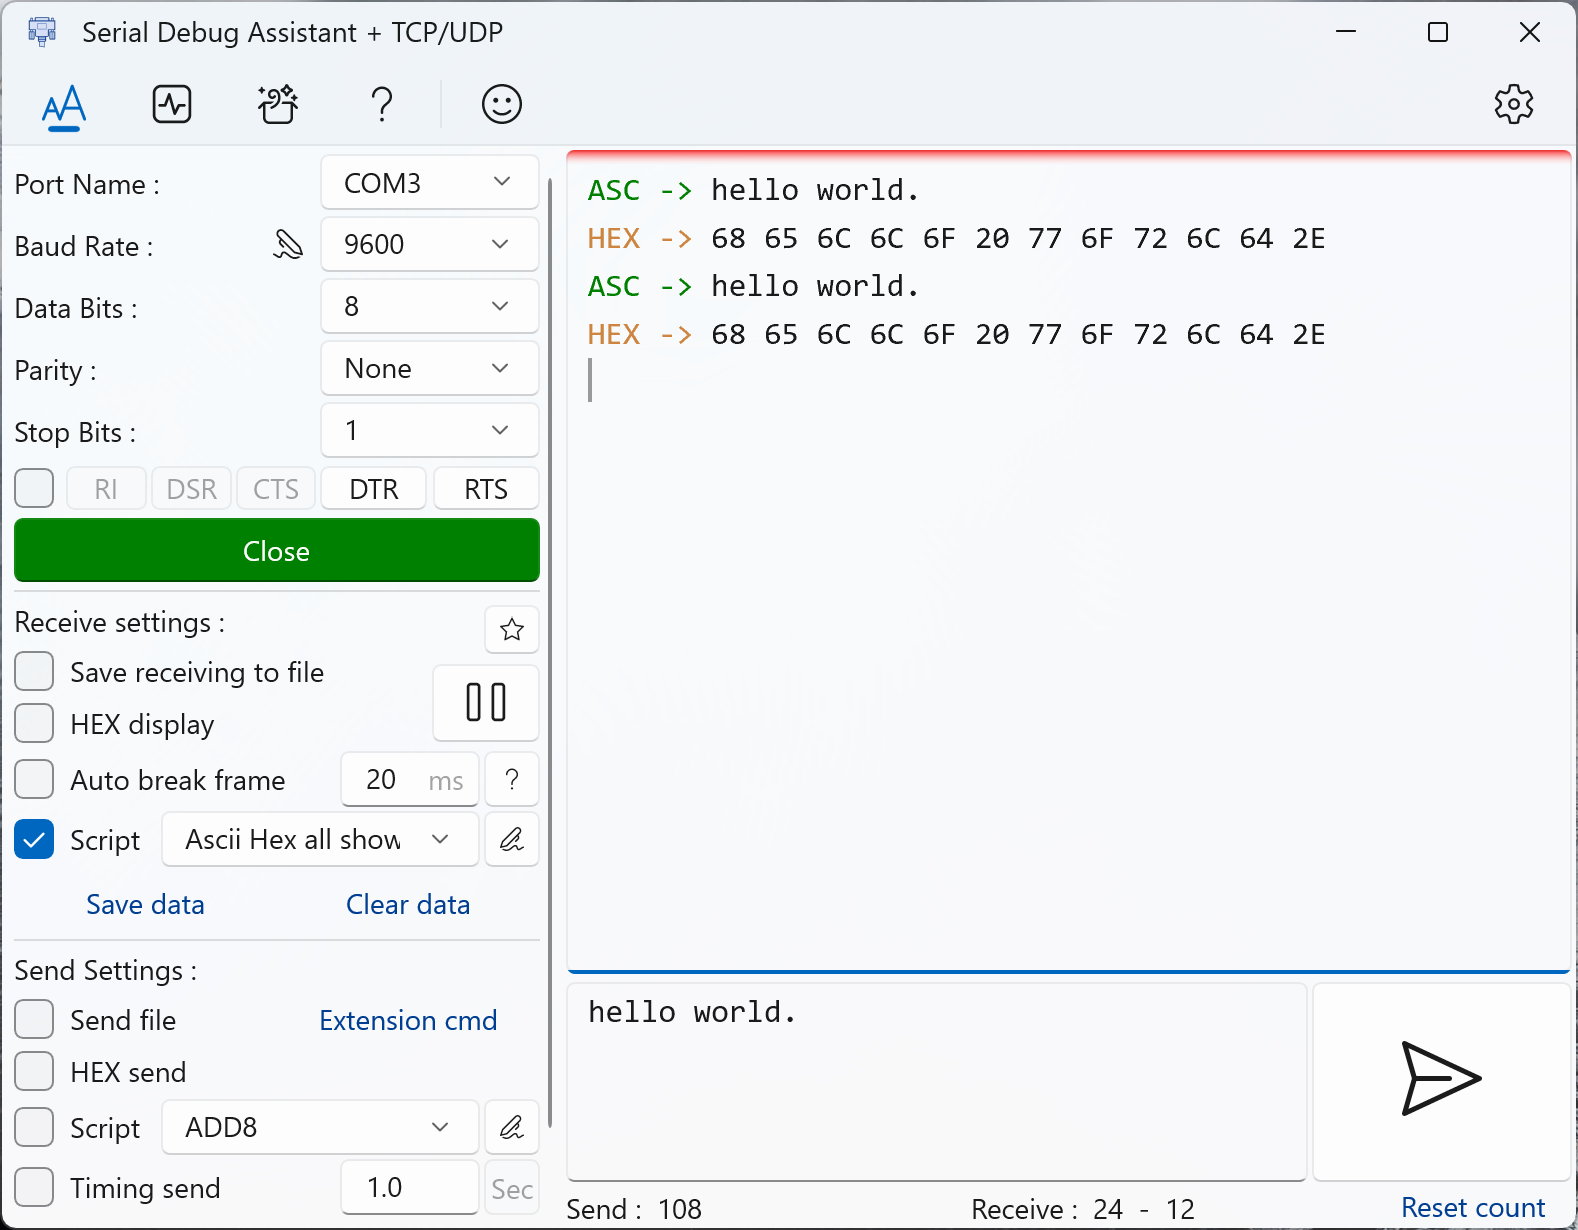 Serial Debug Assistant + TCP/UDP
Port Name : COM3
Baud Rate : 9600
Data Bits : 8
Parity : None
Stop Bits : 1
RI DSR CTS DTR RTS
Close
Receive settings :
Save receiving to file
HEX display
Auto break frame 20 ms ?
Script Ascii Hex all show
Save data Clear data
Send Settings :
Send file Extension cmd
HEX send
Script ADD8
Timing send 1.0 Sec
ASC -> hello world.
HEX -> 68 65 6C 6C 6F 20 77 6F 72 6C 64 2E
ASC -> hello world.
HEX -> 68 65 6C 6C 6F 20 77 6F 72 6C 64 2E
hello world.
Send : 108 Receive : 24 - 12 Reset count